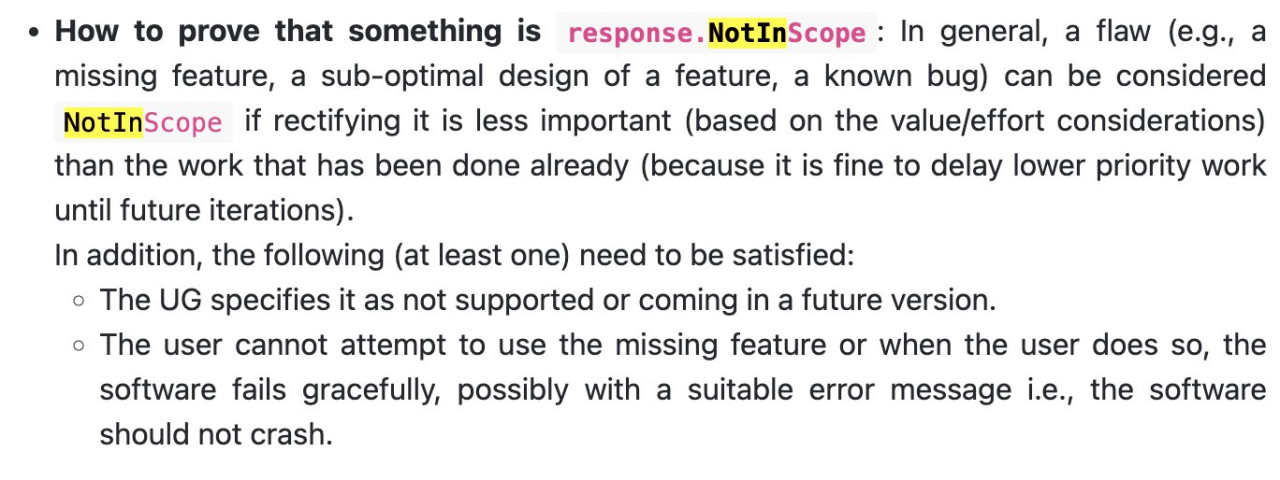 • How to prove that something is response.NotInScope: In general, a flaw (e.g., a
missing feature, a sub-optimal design of a feature, a known bug) can be considered
NotInScope if rectifying it is less important (based on the value/effort considerations)
than the work that has been done already (because it is fine to delay lower priority work
until future iterations).
In addition, the following (at least one) need to be satisfied:
◦ The UG specifies it as not supported or coming in a future version.
◦ The user cannot attempt to use the missing feature or when the user does so, the
software fails gracefully, possibly with a suitable error message i.e., the software
should not crash.